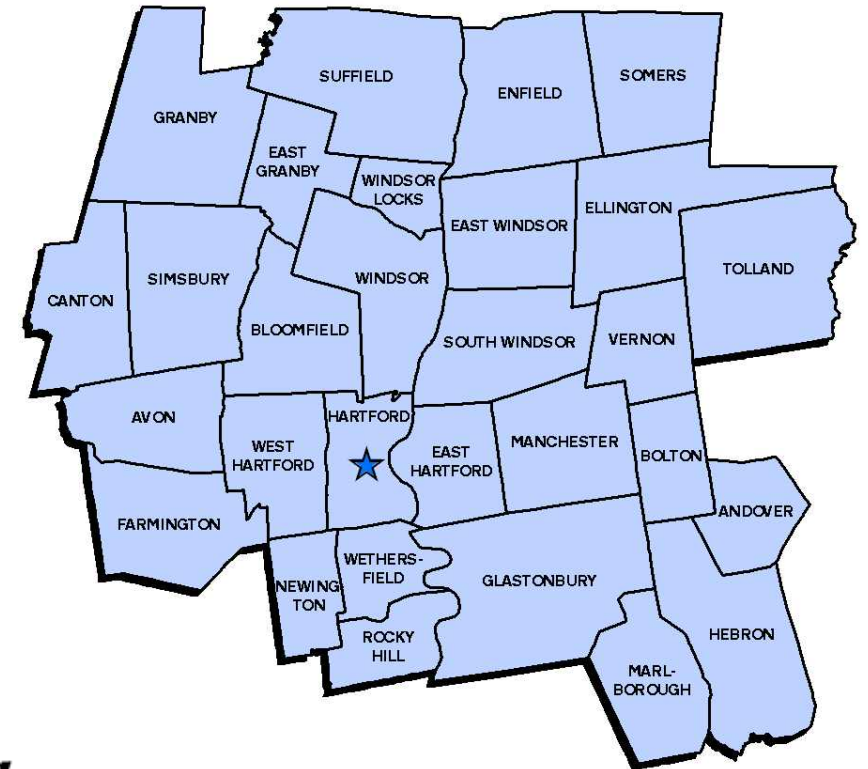 SUFFIELD
ENFIELD
SOMERS
GRANBY
EAST
GRANBY
WINDSOR
LOCKS
EAST WINDSOR
ELLINGTON
TOLLAND
CANTON
SIMSBURY
WINDSOR
BLOOMFIELD
SOUTH WINDSOR
VERNON
AVON
WEST
HARTFORD
HARTFORD
EAST
HARTFORD
MANCHESTER
BOLTON
ANDOVER
FARMINGTON
NEWING
TON
WETHERS-
FIELD
GLASTONBURY
ROCKY
HILL
MARL-
BOROUGH
HEBRON